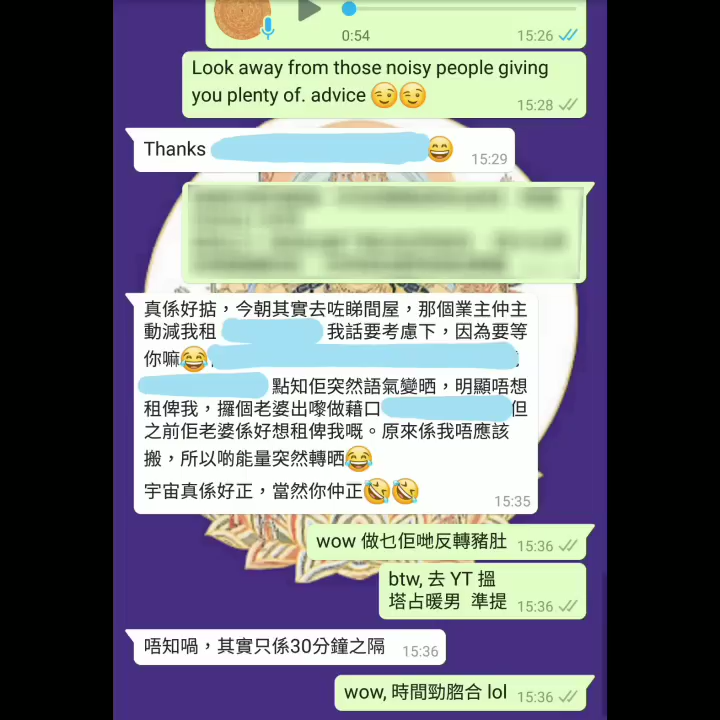 0:54
15:26
Look away from those noisy people giving
you plenty of. advice 😏😏
15:28
Thanks 😄
15:29
真係好掂，今朝其實去咗睇間屋，那個業主仲主
動減我租 我話要考慮下，因為要等
你嘛😂
點知佢突然語氣變晒，明顯唔想
租俾我，攞個老婆出嚟做藉口 但
之前佢老婆係好想租俾我嘅。原來係我唔應該
搬，所以啲能量突然轉晒😂
宇宙真係好正，當然你仲正🤣🤣
15:35
wow 做乜佢哋反轉豬肚 15:36
btw, 去 YT 搵
塔占暖男 準提 15:36
唔知喎，其實只係30分鐘之隔 15:36
wow, 時間勁脗合 lol 15:36